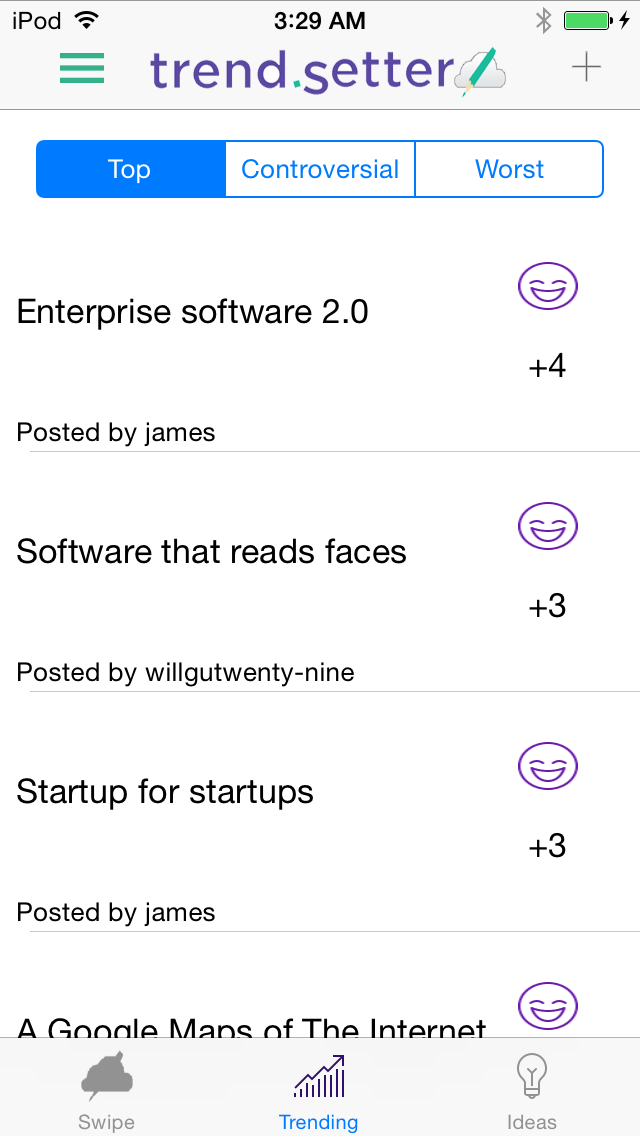 iPod 3:29 AM
trend.setter
Top Controversial Worst
Enterprise software 2.0
+4
Posted by james
Software that reads faces
+3
Posted by willgutwenty-nine
Startup for startups
+3
Posted by james
A Google Maps of The Internet
Swipe Trending Ideas